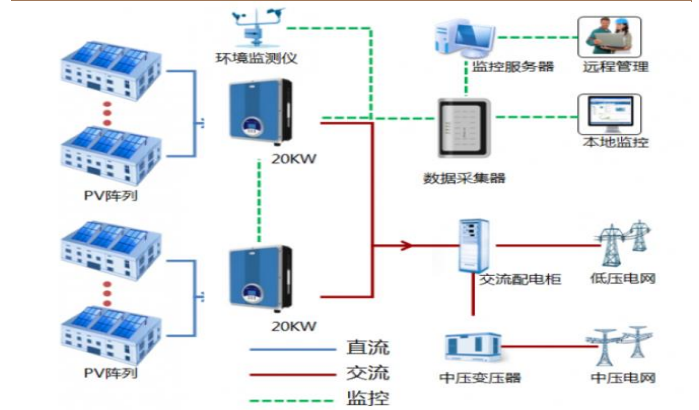 环境监测仪
监控服务器
远程管理
20KW
本地监控
数据采集器
PV阵列
交流配电柜
低压电网
20KW
直流
PV阵列
交流
中压变压器
中压电网
监控